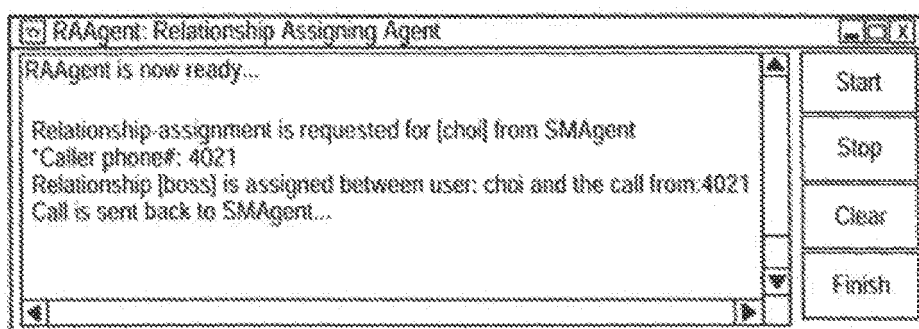 RAAgent: Relationship Assigning Agent
RAAgent is now ready...
Relationship-assignment is requested for [choi] from SMAgent
*Caller phone#: 4021
Relationship [boss] is assigned between user: choi and the call from:4021
Call is sent back to SMAgent...
Start
Stop
Clear
Finish